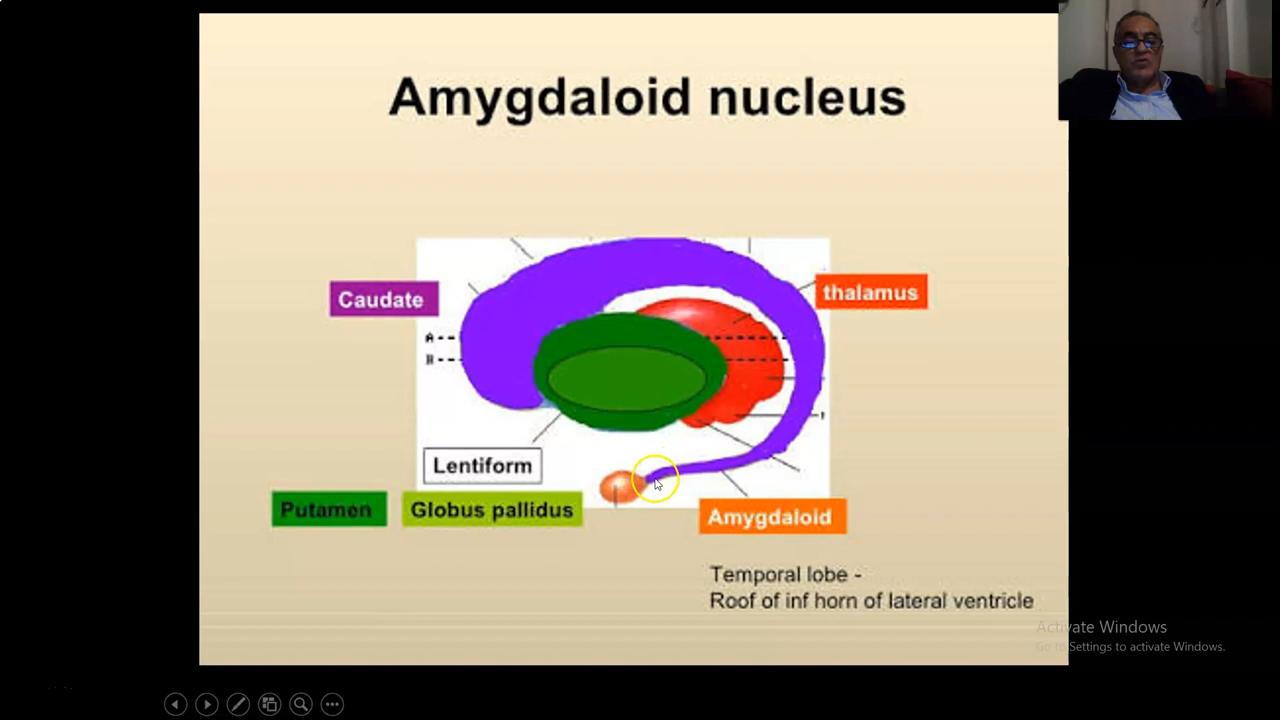 Amygdaloid nucleus
Caudate
thalamus
A
B
Lentiform
Putamen
Globus pallidus
Amygdaloid
Temporal lobe -
Roof of inf horn of lateral ventricle
Activate Windows
Go to Settings to activate Windows.